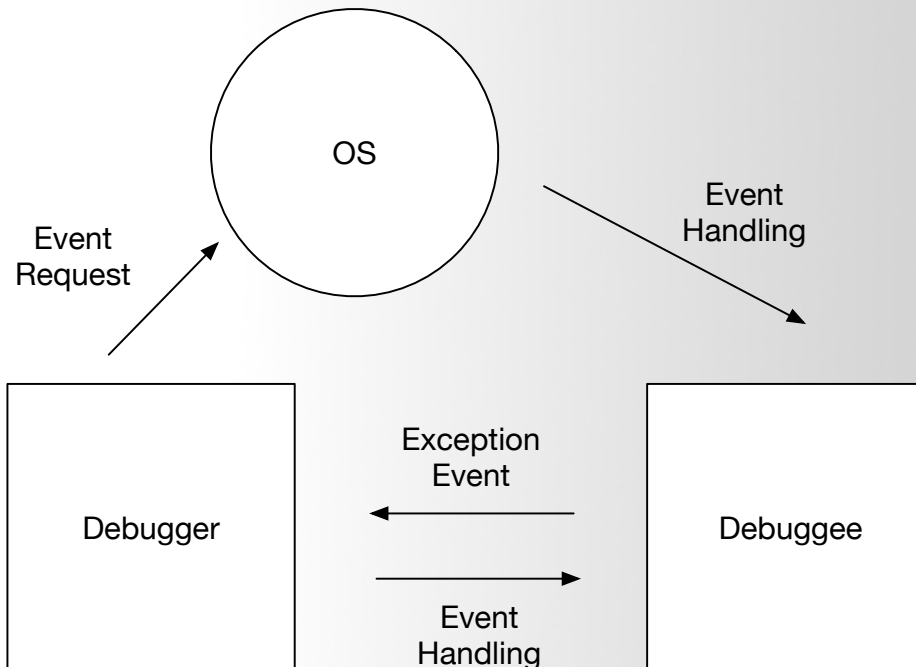 OS
Event
Request
Event
Handling
Exception
Event
Debugger
Debuggee
Event
Handling